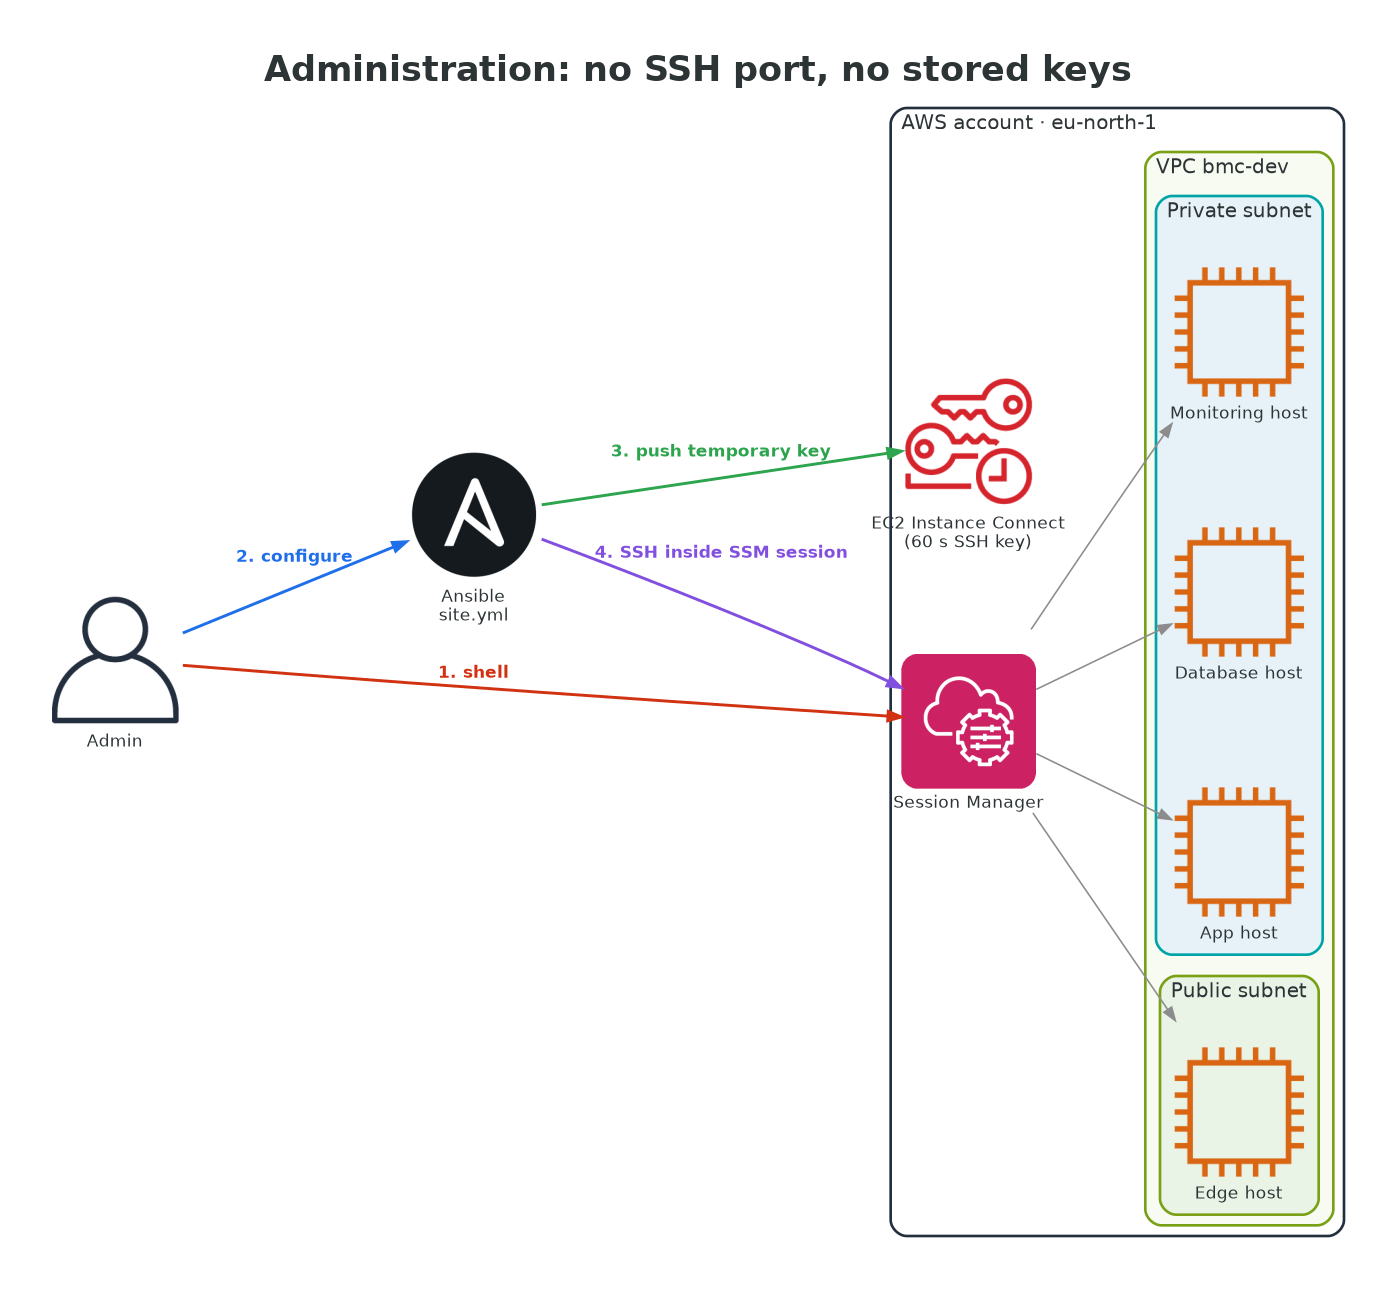 Administration: no SSH port, no stored keys
AWS account · eu-north-1
VPC bmc-dev
Private subnet
Monitoring host
3. push temporary key
EC2 Instance Connect
(60 s SSH key)
2. configure
4. SSH inside SSM session
Ansible
site.yml
1. shell
Database host
Admin
Session Manager
App host
Public subnet
Edge host